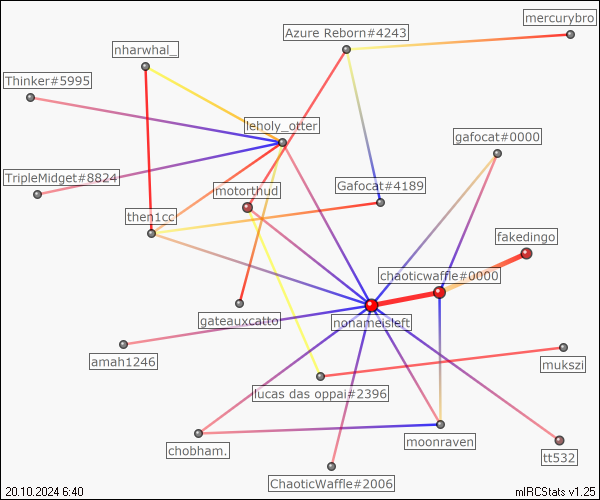 mercurybro
Azure Reborn#4243
nharwhal_
Thinker#5995
leholy_otter
gafocat#0000
TripleMidget#8824
Gafocat#4189
motorthud
then1cc
fakedingo
chaoticwaffle#0000
gateauxcatto
nonameisleft
amah1246
mukszi
lucas das oppai#2396
moonraven
chobham.
tt532
ChaoticWaffle#2006
20.10.2024 6:40
mIRCStats v1.25